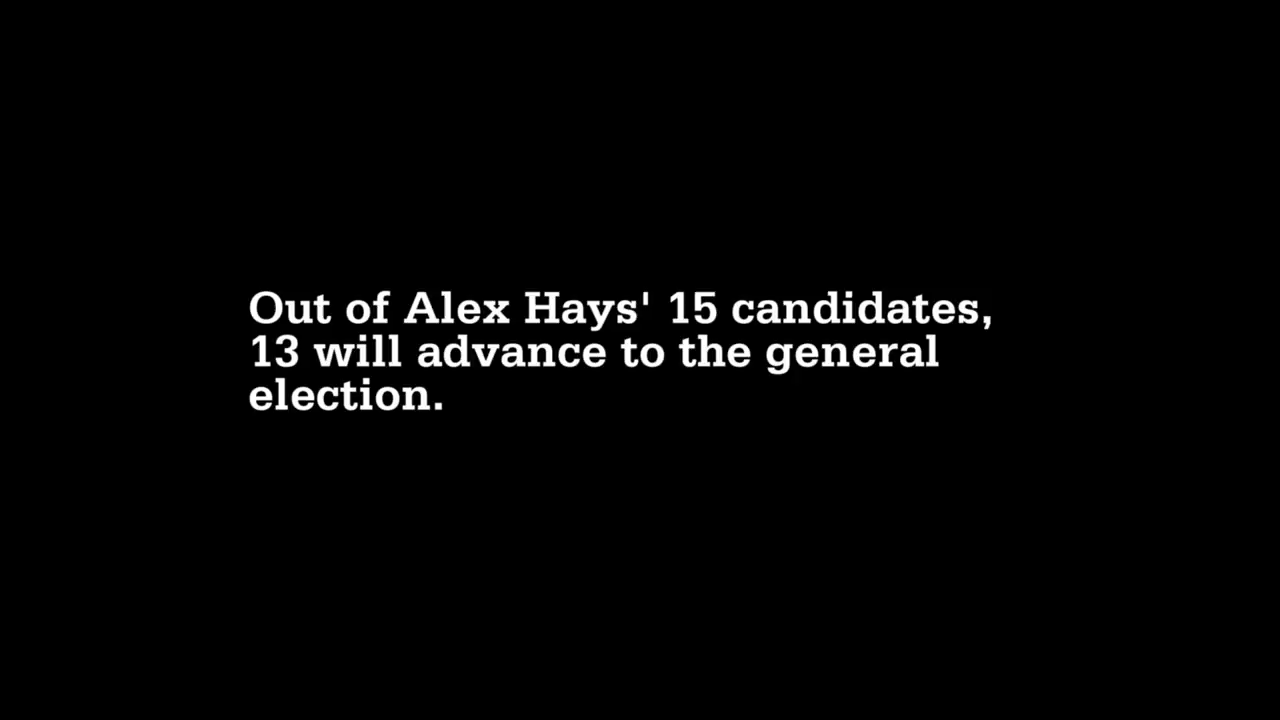 Out of Alex Hays' 15 candidates,
13 will advance to the general
election.